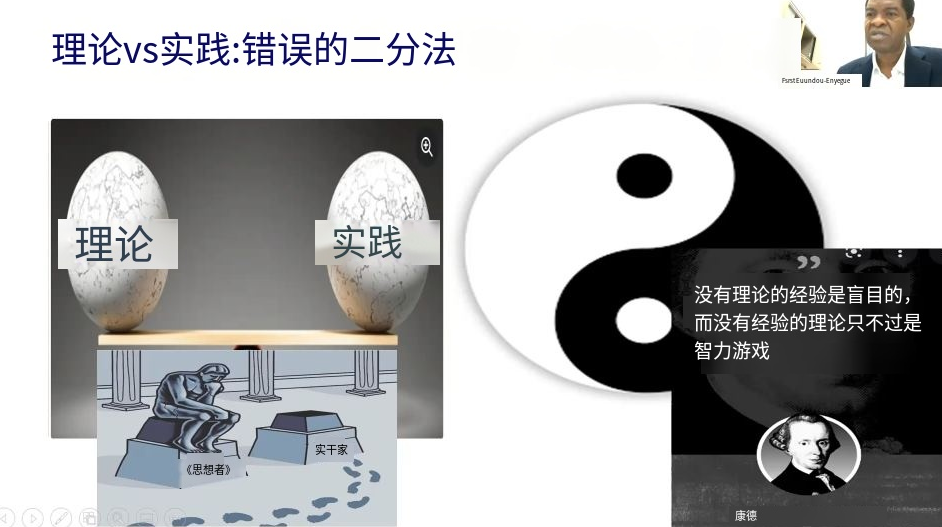 理论vs实践:错误的二分法
FsrstEuundou-Enyegue
理论
实践
没有理论的经验是盲目的，
而没有经验的理论只不过是
智力游戏
《思想者》
实干家
康德